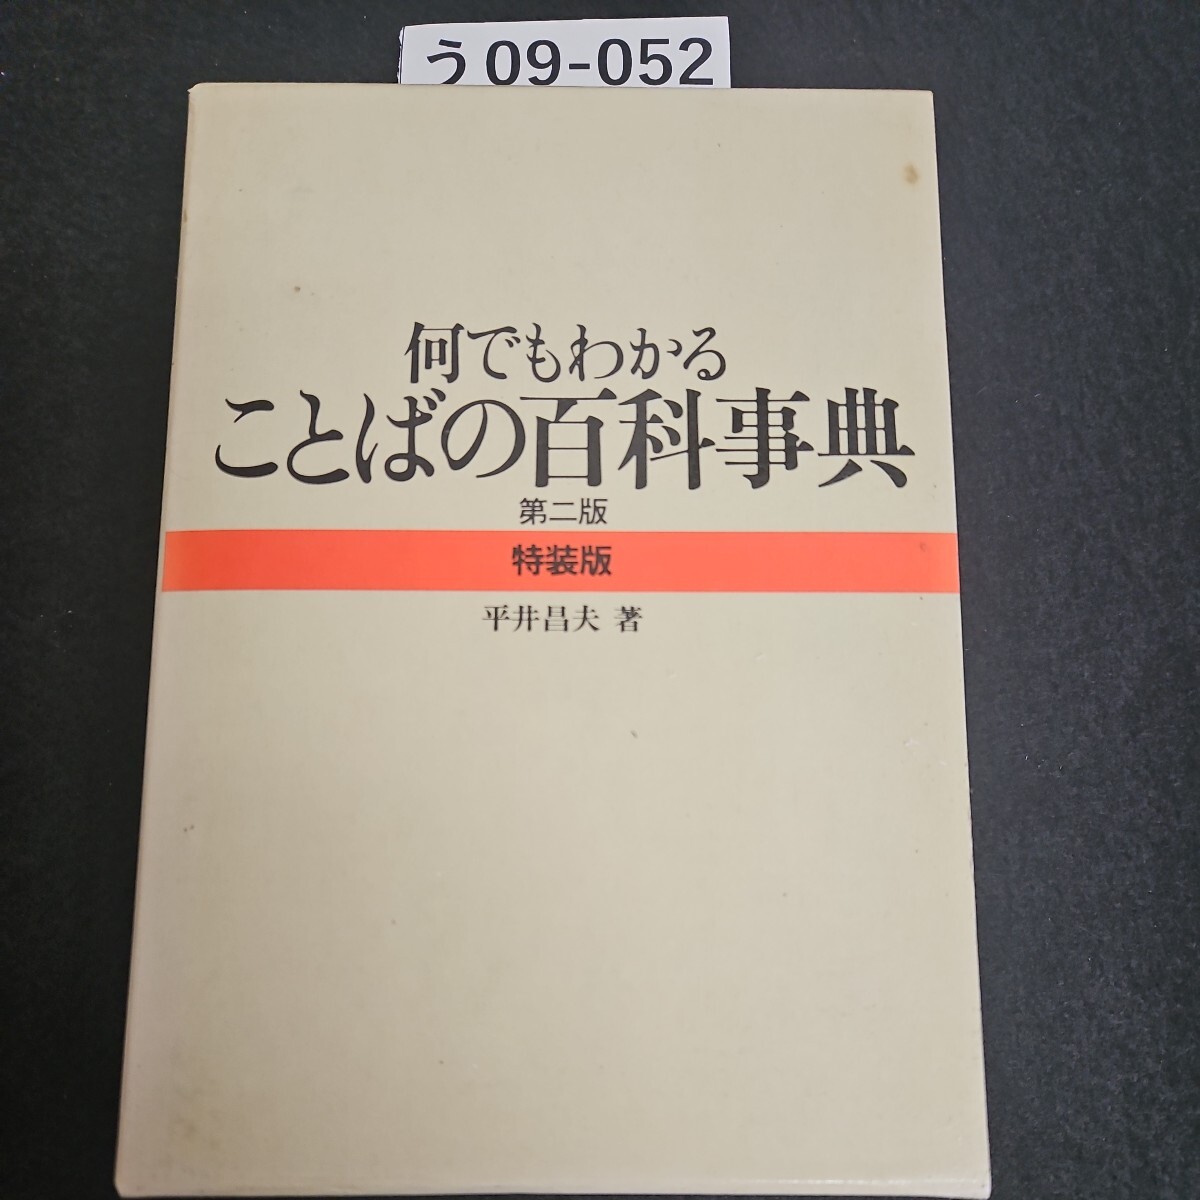 う09-052
何でもわかる
ことばの百科事典
第二版
特装版
平井昌夫 著